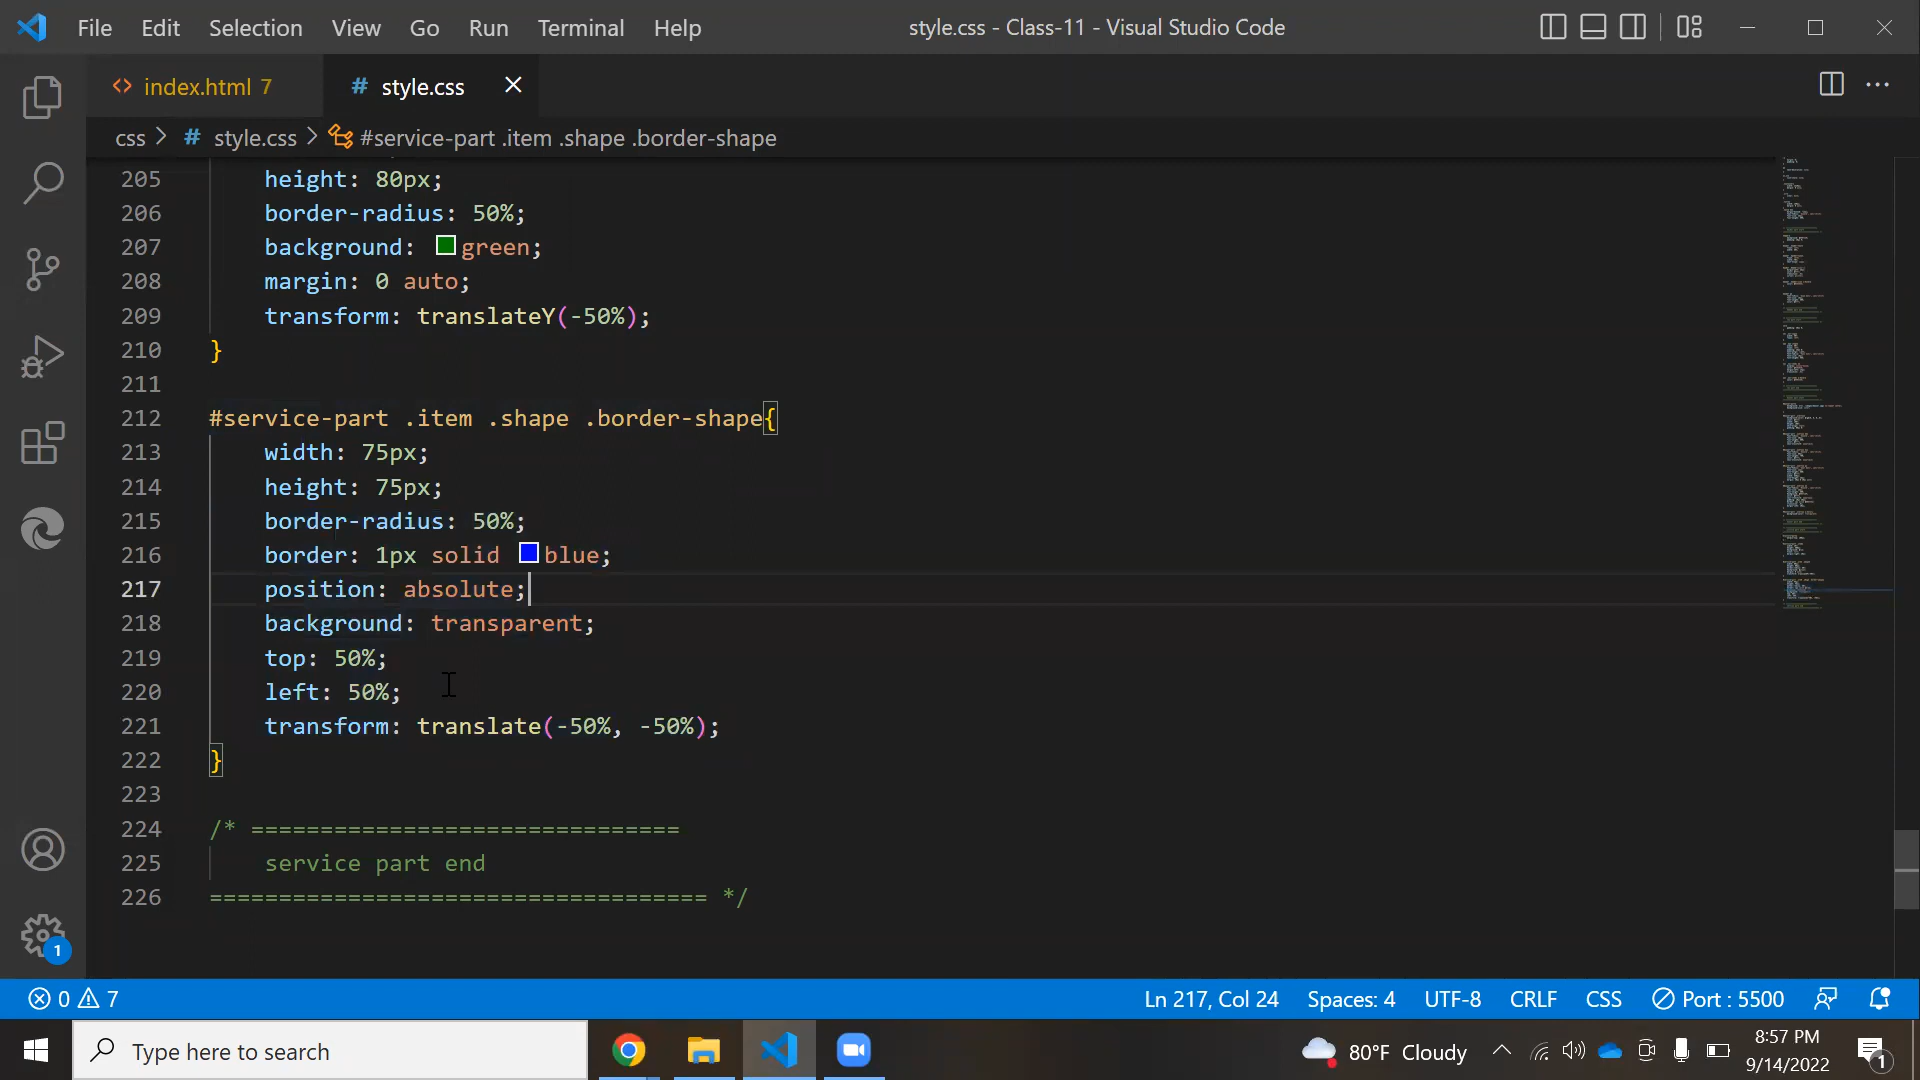 File Edit Selection View Go Run Terminal Help style.css - Class-11 - Visual Studio Code
<> index.html 7 # style.css
css > # style.css > #service-part .item .shape .border-shape
205 height: 80px;
206 border-radius: 50%;
207 background: green;
208 margin: 0 auto;
209 transform: translateY(-50%);
210 }
211
212 #service-part .item .shape .border-shape{
213 width: 75px;
214 height: 75px;
215 border-radius: 50%;
216 border: 1px solid blue;
217 position: absolute;
218 background: transparent;
219 top: 50%;
220 left: 50%;
221 transform: translate(-50%, -50%);
222 }
223
224 /* ===============================
225 service part end
226 ==================================== */
1
0 7 Ln 217, Col 24 Spaces: 4 UTF-8 CRLF CSS Port : 5500
Type here to search 80°F Cloudy 8:57 PM
9/14/2022 1